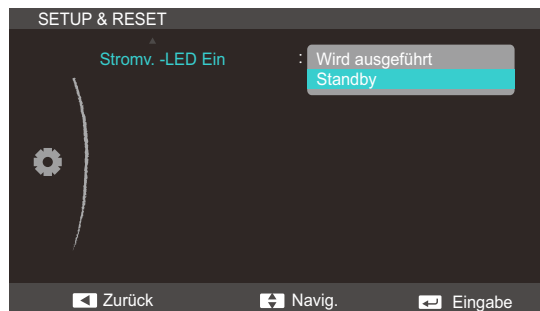 SETUP & RESET
Stromv. -LED Ein : Wird ausgeführt
Standby
Zurück Navig. Eingabe